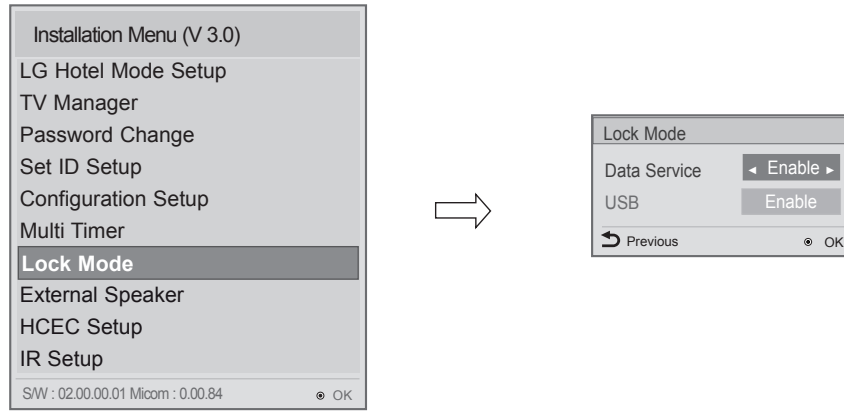 Installation Menu (V 3.0)
LG Hotel Mode Setup
TV Manager
Password Change
Set ID Setup
Configuration Setup
Multi Timer
Lock Mode
External Speaker
HCEC Setup
IR Setup
S/W : 02.00.00.01 Micom : 0.00.84 ◉ OK
Lock Mode
Data Service ◄ Enable ►
USB Enable
Previous ◉ OK